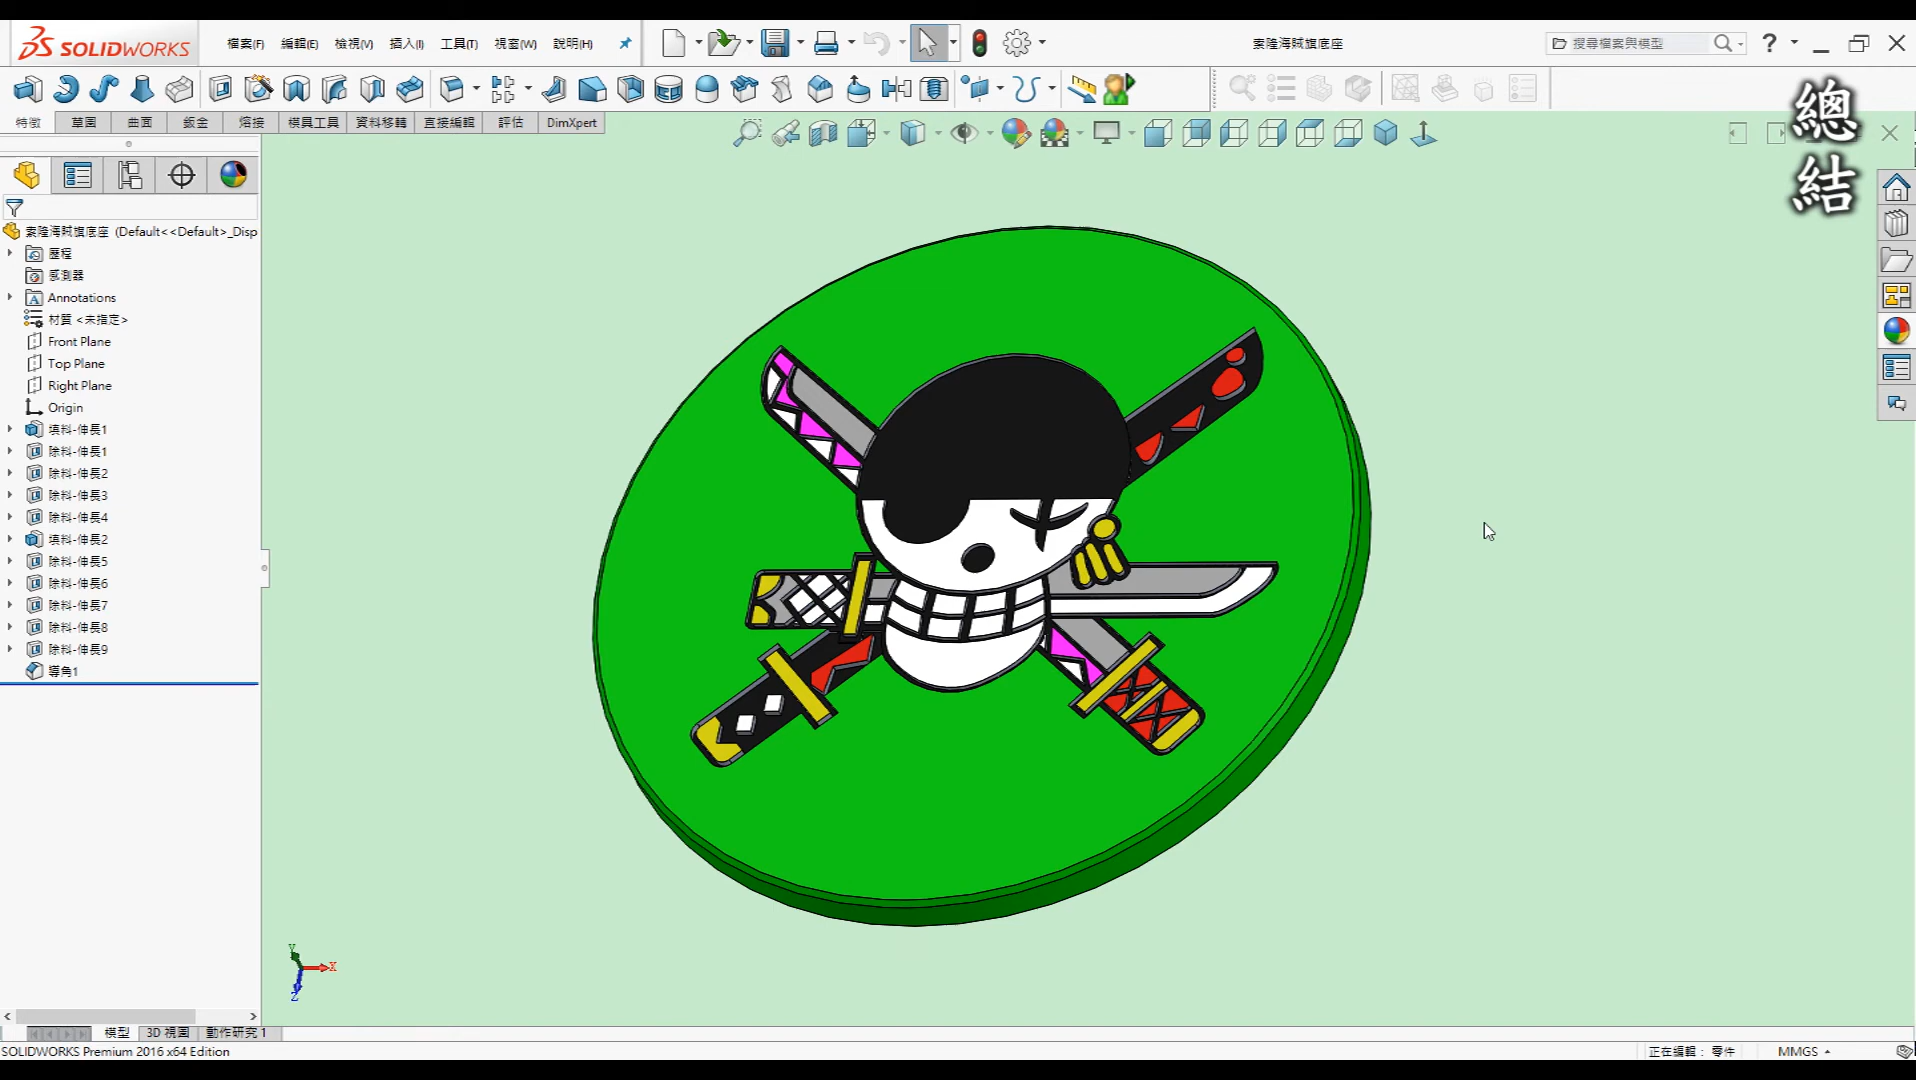 SOLIDWORKS
檔案(F) 編輯(E) 檢視(V) 插入(I) 工具(T) 視窗(W) 說明(H)
索隆海賊旗底座
搜尋檔案與模型
?
總結
特徵 草圖 曲面 鈑金 熔接 模具工具 資料移轉 直接編輯 評估 DimXpert
索隆海賊旗底座 (Default<<Default>_Disp
歷程
感測器
Annotations
材質 <未指定>
Front Plane
Top Plane
Right Plane
Origin
填料-伸長1
除料-伸長1
除料-伸長2
除料-伸長3
除料-伸長4
填料-伸長2
除料-伸長5
除料-伸長6
除料-伸長7
除料-伸長8
除料-伸長9
導角1
Y
X
Z
模型 3D 視圖 動作研究 1
SOLIDWORKS Premium 2016 x64 Edition
正在編輯： 零件
MMGS